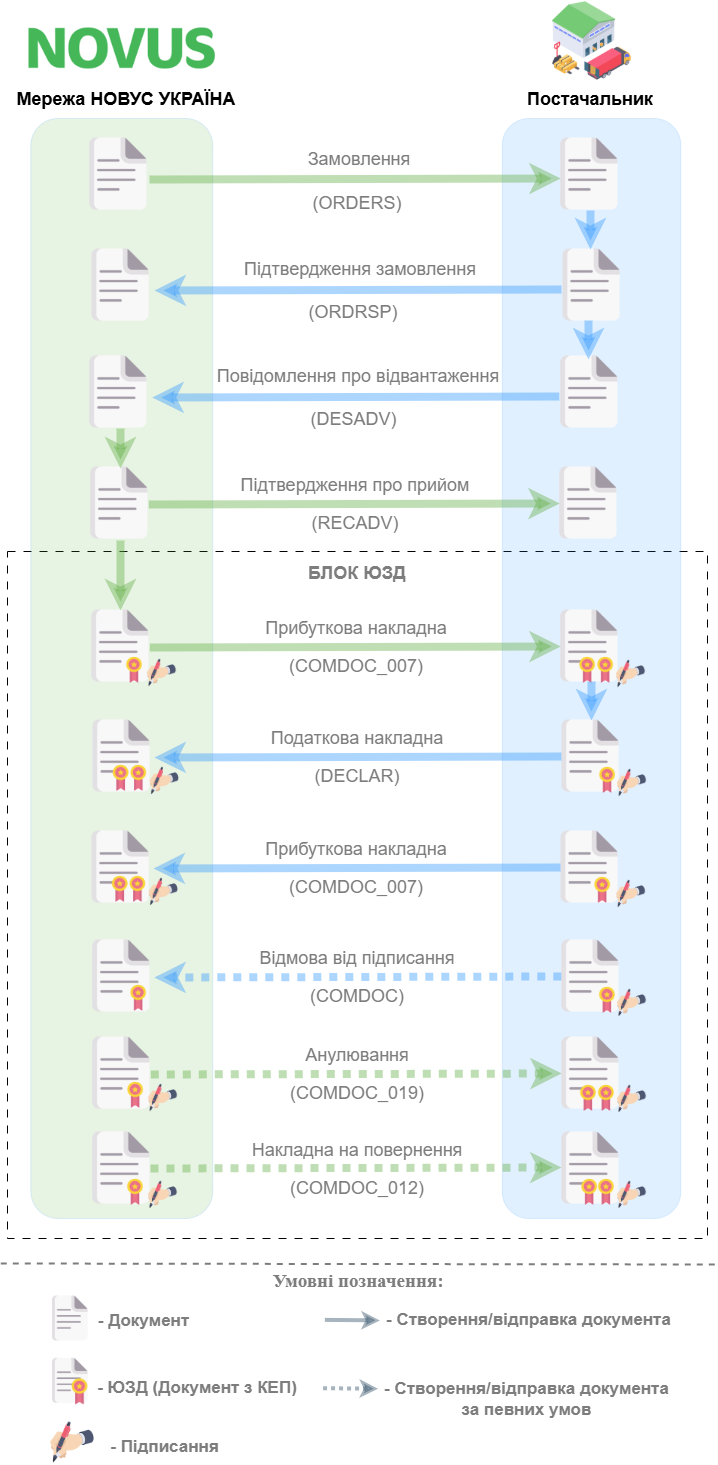 NOVUS
Мережа НОВУС УКРАЇНА
Постачальник
Замовлення
(ORDERS)
Підтвердження замовлення
(ORDRSP)
Повідомлення про відвантаження
(DESADV)
Підтвердження про прийом
(RECADV)
БЛОК ЮЗД
Прибуткова накладна
(COMDOC_007)
Податкова накладна
(DECLAR)
Прибуткова накладна
(COMDOC_007)
Відмова від підписання
(COMDOC)
Анулювання
(COMDOC_019)
Накладна на повернення
(COMDOC_012)
Умовні позначення:
- Документ
- Створення/відправка документа
- ЮЗД (Документ з КЕП)
- Створення/відправка документа
за певних умов
- Підписання